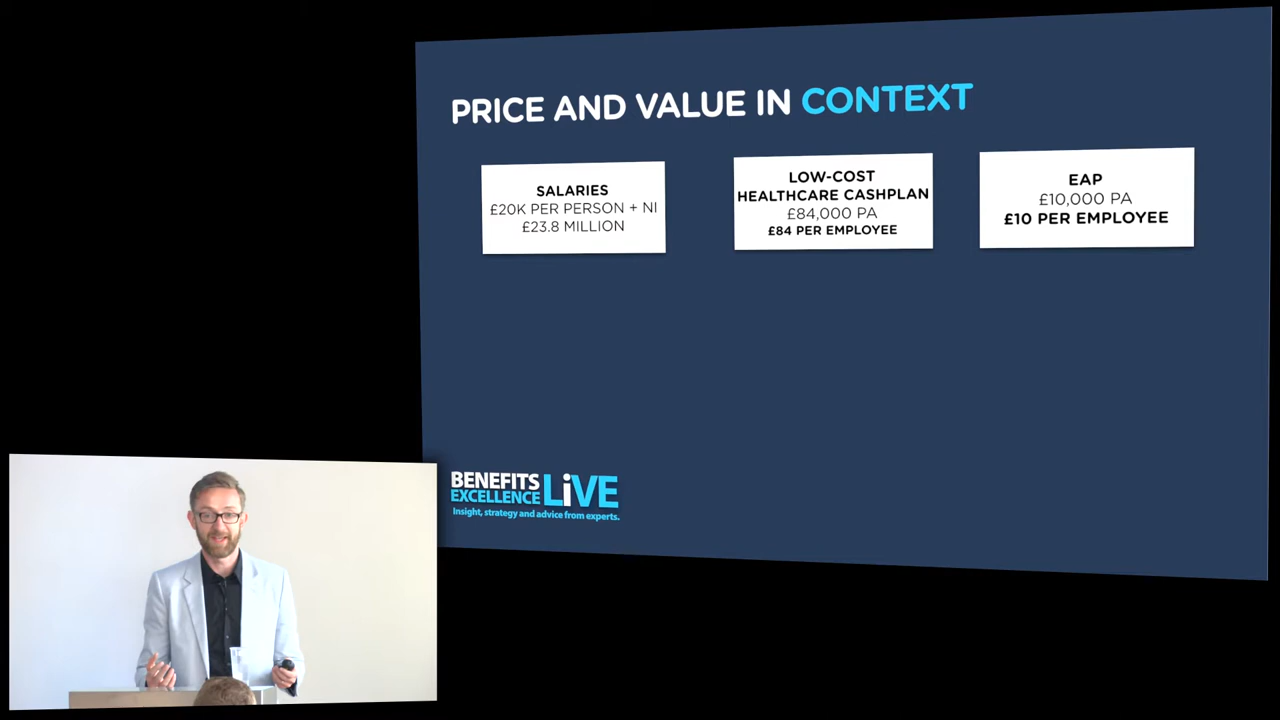 PRICE AND VALUE IN CONTEXT
SALARIES
£20K PER PERSON + NI
£23.8 MILLION
LOW-COST
HEALTHCARE CASHPLAN
£84,000 PA
£84 PER EMPLOYEE
EAP
£10,000 PA
£10 PER EMPLOYEE
BENEFITS
EXCELLENCE LiVE
Insight, strategy and advice from experts.